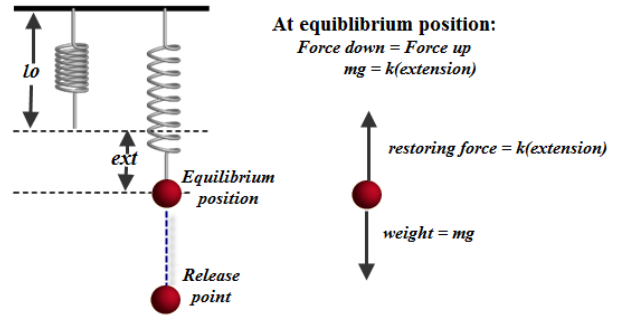 At equiblibrium position:
Force down = Force up
mg = k(extension)
lo
ext
restoring force = k(extension)
Equilibrium
position
weight = mg
Release
point